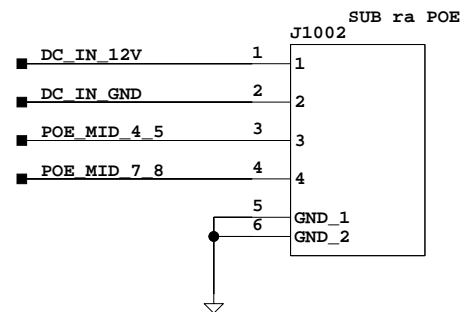 SUB ra POE
J1002
DC_IN_12V 1 1
DC_IN_GND 2 2
POE_MID_4_5 3 3
POE_MID_7_8 4 4
5 GND_1
6 GND_2